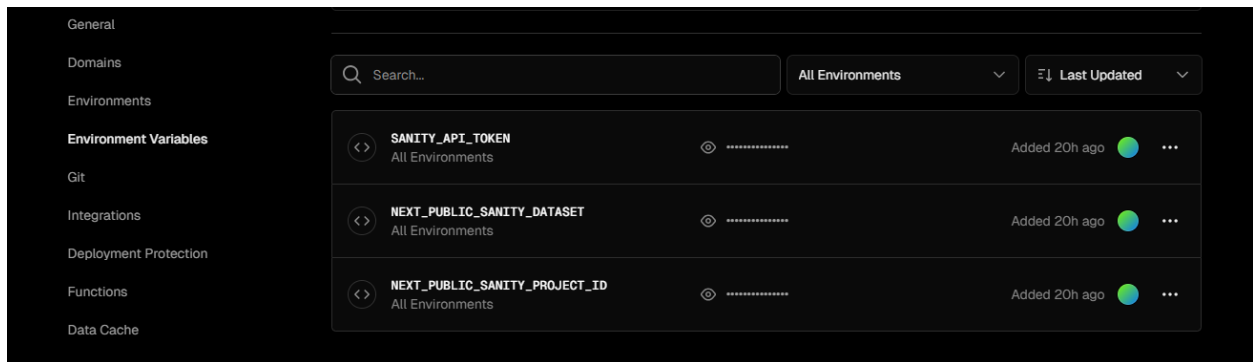 General
Domains
Environments
Environment Variables
Git
Integrations
Deployment Protection
Functions
Data Cache
Search...
All Environments
Last Updated
SANITY_API_TOKEN
All Environments
••••••••••••••
Added 20h ago
NEXT_PUBLIC_SANITY_DATASET
All Environments
••••••••••••••
Added 20h ago
NEXT_PUBLIC_SANITY_PROJECT_ID
All Environments
••••••••••••••
Added 20h ago